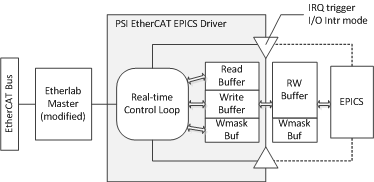 PSI EtherCAT EPICS Driver
IRQ trigger
I/O Intr mode
EtherCAT Bus
Etherlab
Master
(modified)
Real-time
Control Loop
Read
Buffer
Write
Buffer
Wmask
Buf
RW
Buffer
Wmask
Buf
EPICS